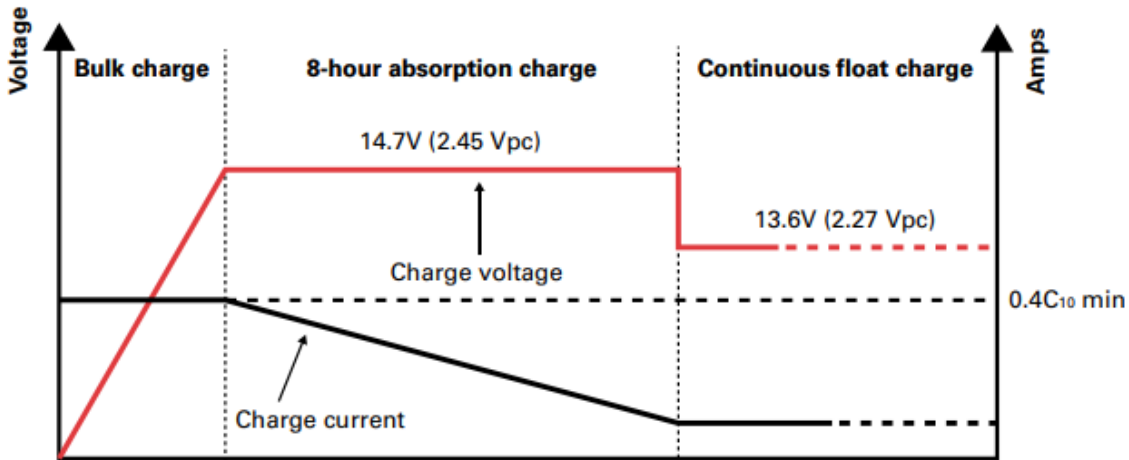 Voltage
Bulk charge
8-hour absorption charge
Continuous float charge
Amps
14.7V (2.45 Vpc)
13.6V (2.27 Vpc)
Charge voltage
0.4C₁₀ min
Charge current